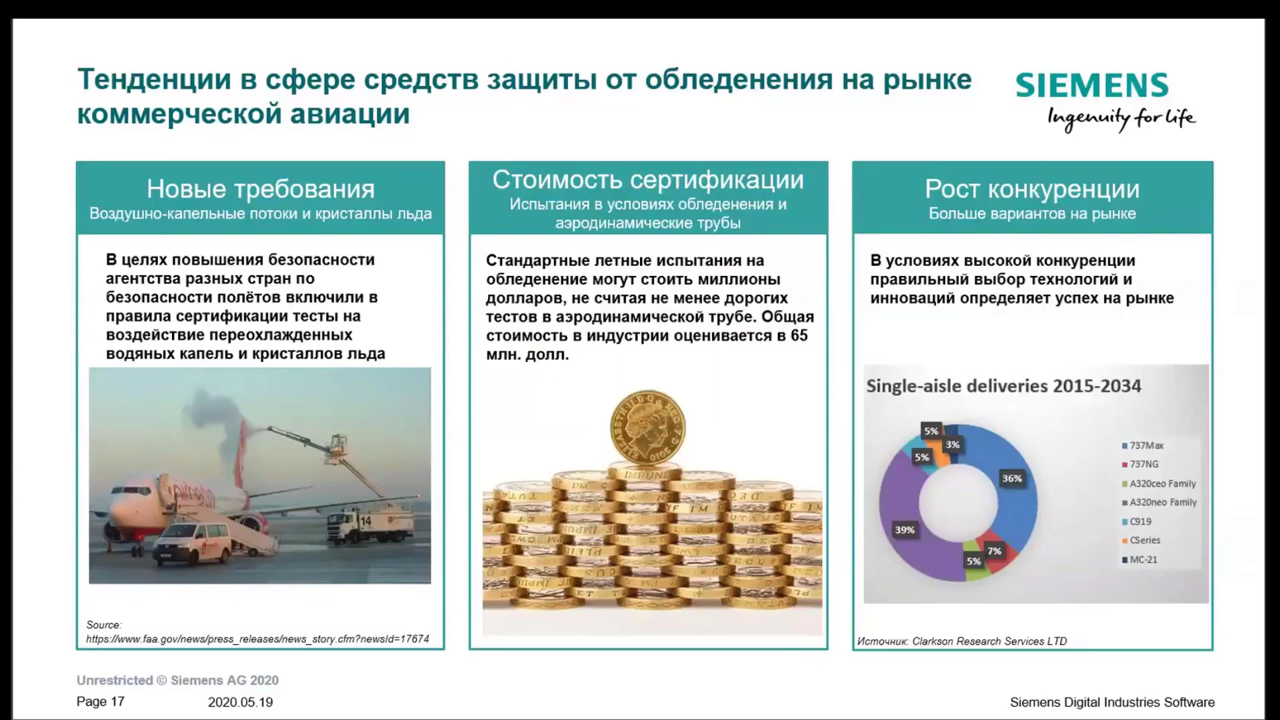 Тенденции в сфере средств защиты от обледенения на рынке
коммерческой авиации
SIEMENS
Ingenuity for life
Новые требования
Воздушно-капельные потоки и кристаллы льда
В целях повышения безопасности
агентства разных стран по
безопасности полётов включили в
правила сертификации тесты на
воздействие переохлажденных
водяных капель и кристаллов льда
14
Source:
https://www.faa.gov/news/press_releases/news_story.cfm?newsId=17674
Стоимость сертификации
Испытания в условиях обледенения и
аэродинамические трубы
Стандартные летные испытания на
обледенение могут стоить миллионы
долларов, не считая не менее дорогих
тестов в аэродинамической трубе. Общая
стоимость в индустрии оценивается в 65
млн. долл.
Рост конкуренции
Больше вариантов на рынке
В условиях высокой конкуренции
правильный выбор технологий и
инноваций определяет успех на рынке
Single-aisle deliveries 2015-2034
5%
3%
5%
36%
39%
7%
5%
737Max
737NG
A320ceo Family
A320neo Family
C919
CSeries
MC-21
Источник: Clarkson Research Services LTD
Unrestricted © Siemens AG 2020
Page 17
2020.05.19
Siemens Digital Industries Software